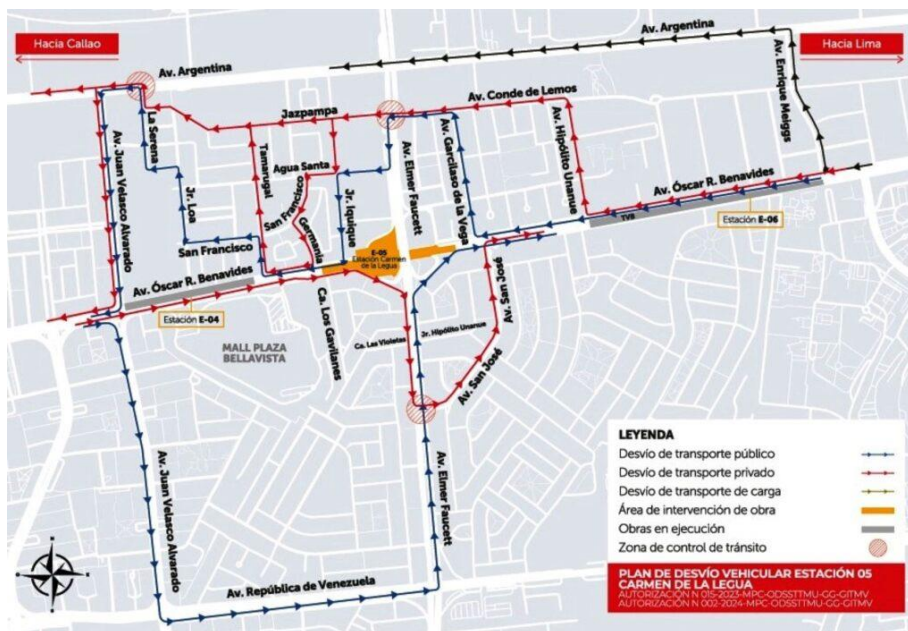 Hacia Callao
Hacia Lima
Av. Argentina
Av. Argentina
Av. Enrique Meiggs
Av. Conde de Lemos
Jazpampa
La Serena
Av. Juan Velasco Alvarado
Tamarugal
Agua Santa
Av. Elmer Faucett
Av. Garcilaso de la Vega
Av. Hipólito Unanue
Av. Óscar R. Benavides
TVB
Estación E-06
Jr. Loa
San Francisco
Germania
Jr. Iquique
San Francisco
E-05
Estación Carmen
de la Legua
Av. Óscar R. Benavides
Estación E-04
Av. San José
Ca. Los Gavilanes
Ca. Las Violetas
Jr. Hipólito Unanue
MALL PLAZA
BELLAVISTA
Av. San José
Av. Juan Velasco Alvarado
Av. Elmer Faucett
Av. República de Venezuela
LEYENDA
Desvío de transporte público
Desvío de transporte privado
Desvío de transporte de carga
Área de intervención de obra
Obras en ejecución
Zona de control de tránsito
PLAN DE DESVÍO VEHICULAR ESTACIÓN 05
CARMEN DE LA LEGUA
AUTORIZACIÓN N 015-2023-MPC-ODSSTTMU-GG-GITMV
AUTORIZACIÓN N 002-2024-MPC-ODSSTTMU-GG-GITMV